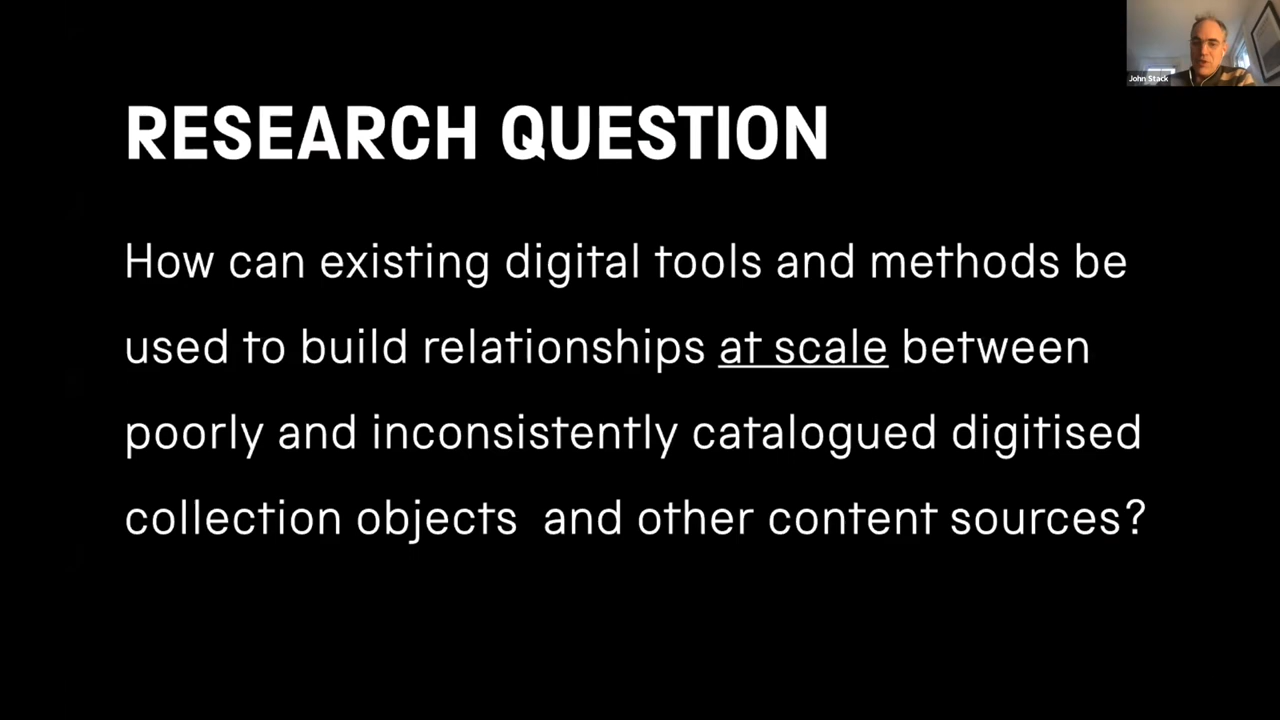 John Stack
RESEARCH QUESTION
How can existing digital tools and methods be
used to build relationships at scale between
poorly and inconsistently catalogued digitised
collection objects  and other content sources?